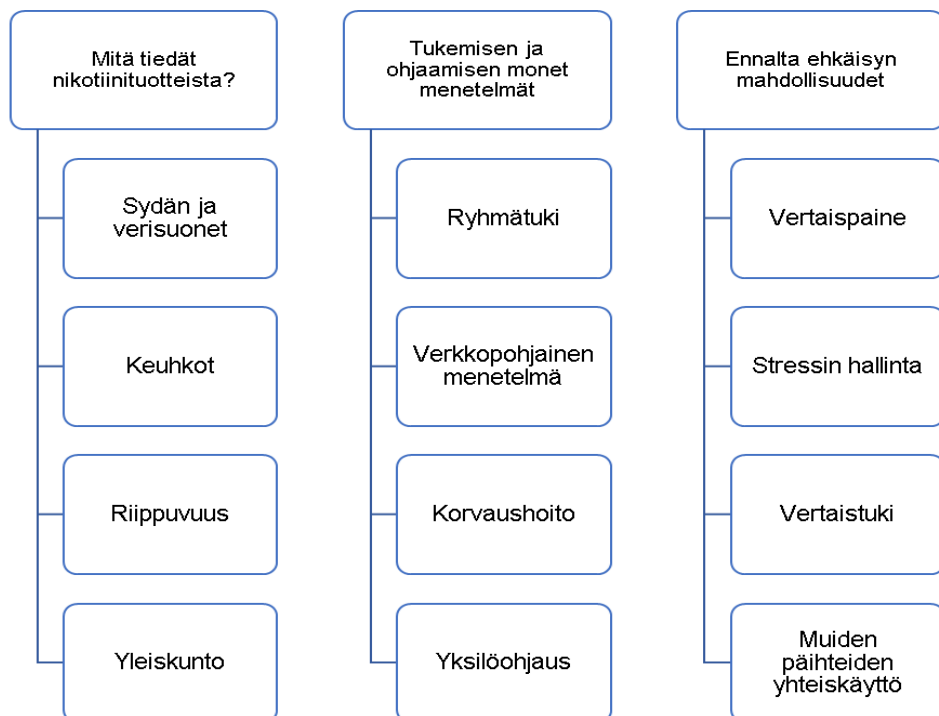 Mitä tiedät
nikotiinituotteista?
Sydän ja
verisuonet
Keuhkot
Riippuvuus
Yleiskunto
Tukemisen ja
ohjaamisen monet
menetelmät
Ryhmätuki
Verkkopohjainen
menetelmä
Korvaushoito
Yksilöohjaus
Ennalta ehkäisyn
mahdollisuudet
Vertaispaine
Stressin hallinta
Vertaistuki
Muiden
päihteiden
yhteiskäyttö